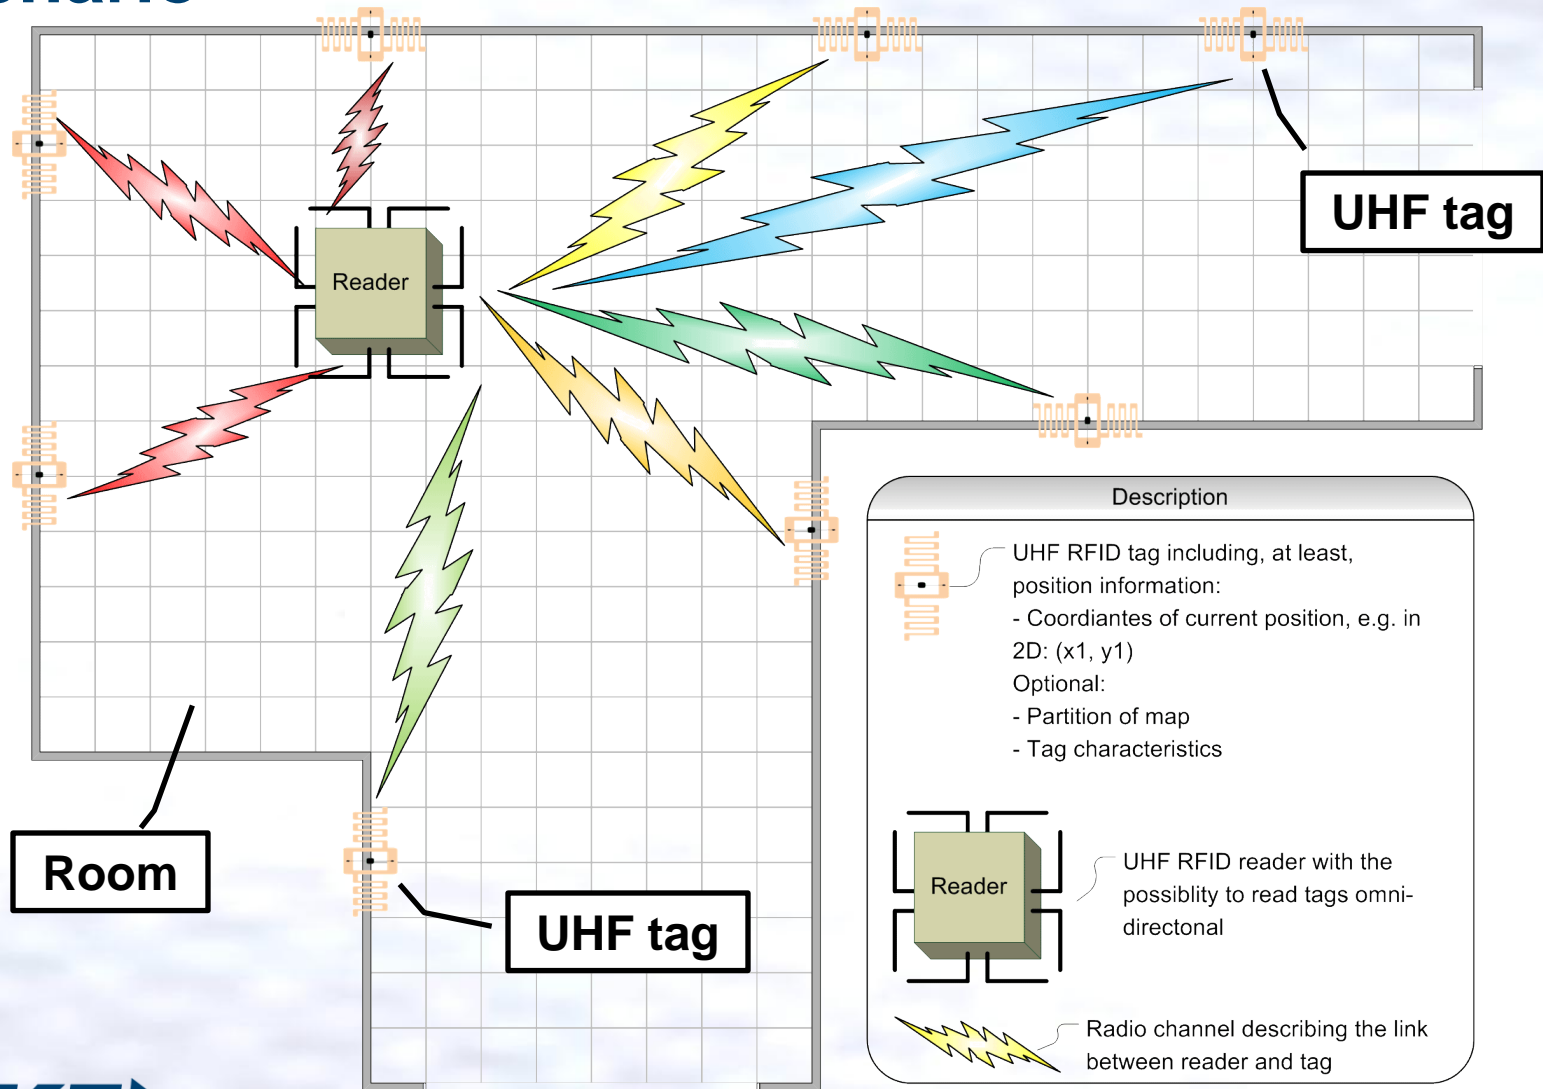 Reader
UHF tag
Description
UHF RFID tag including, at least,
position information:
- Coordiantes of current position, e.g. in
2D: (x1, y1)
Optional:
- Partition of map
- Tag characteristics
Room
UHF tag
Reader
UHF RFID reader with the
possiblity to read tags omni-
directonal
Radio channel describing the link
between reader and tag